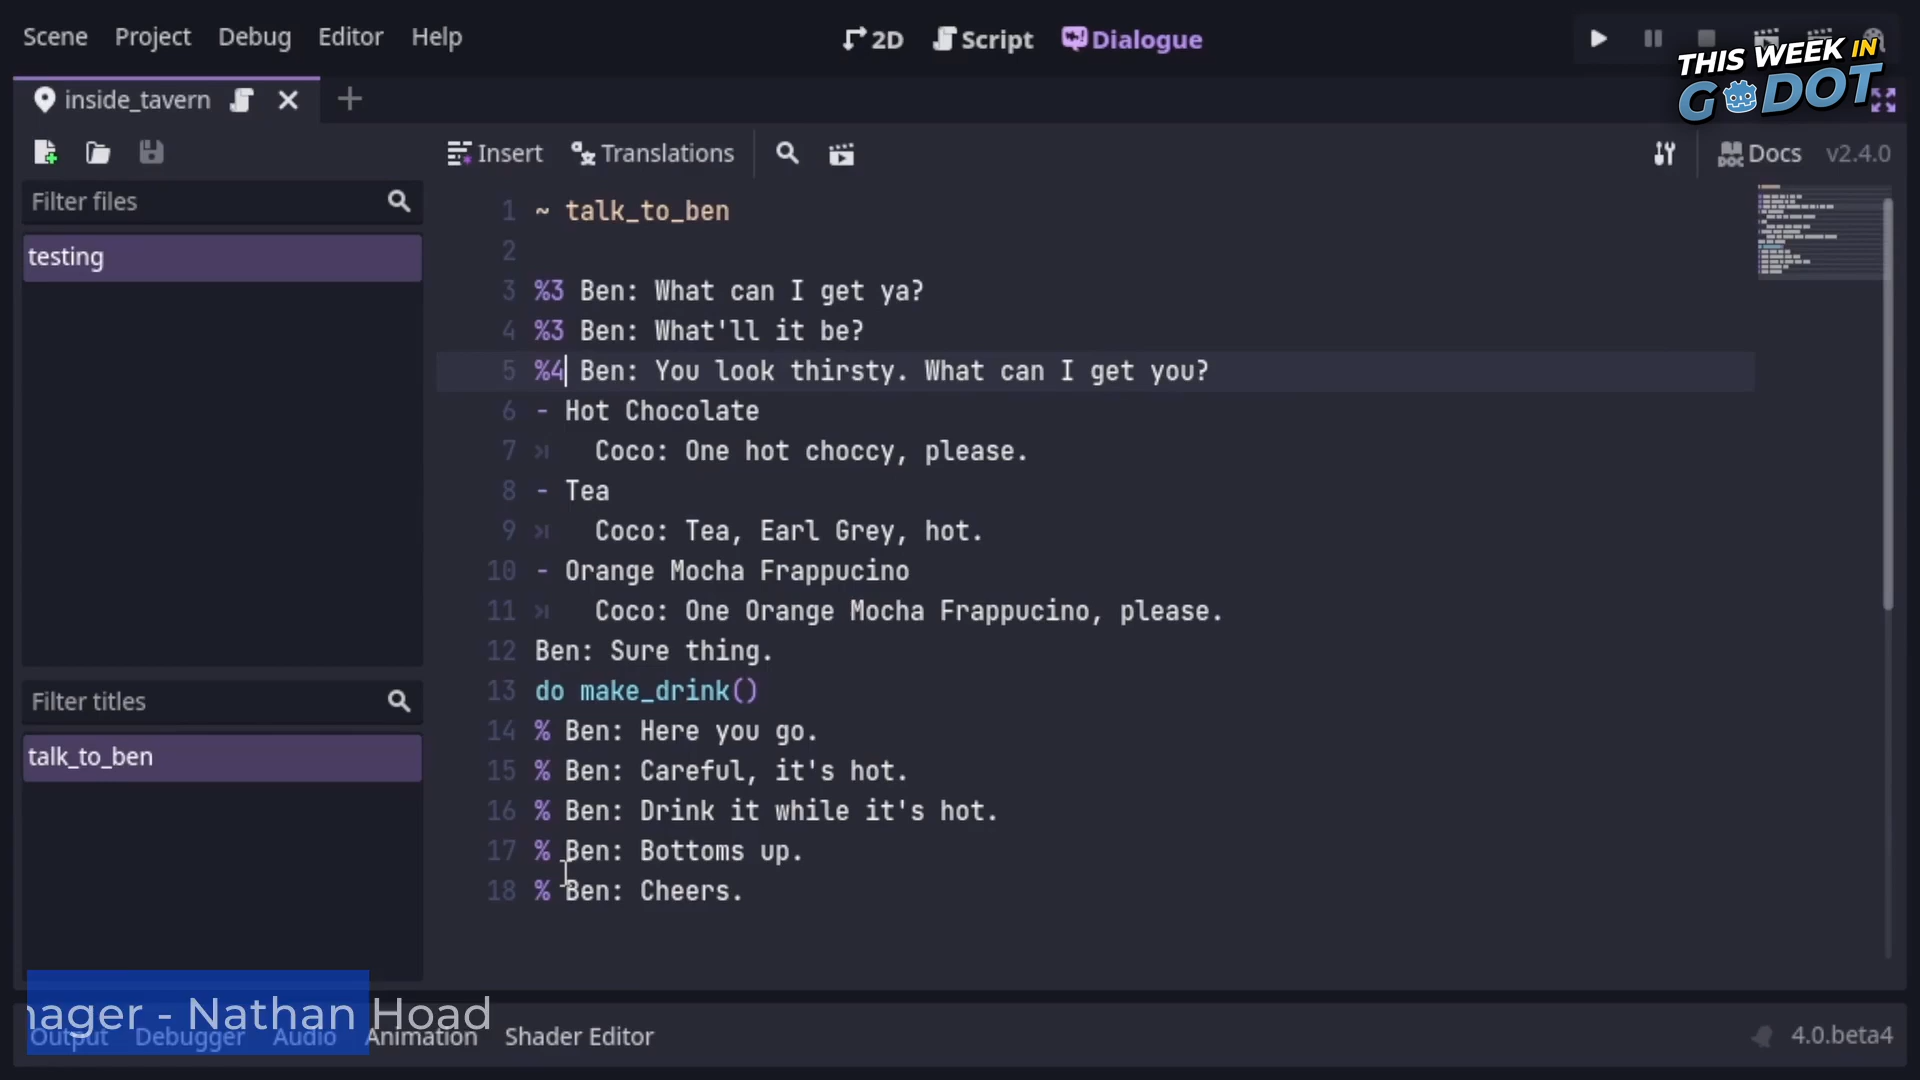 Scene Project Debug Editor Help
2D Script Dialogue
THIS WEEK IN
GODOT
inside_tavern
Insert Translations
DOC Docs v2.4.0
Filter files
testing
1 ~ talk_to_ben
2
3 %3 Ben: What can I get ya?
4 %3 Ben: What'll it be?
5 %4 Ben: You look thirsty. What can I get you?
6 - Hot Chocolate
7 Coco: One hot choccy, please.
8 - Tea
9 Coco: Tea, Earl Grey, hot.
10 - Orange Mocha Frappucino
11 Coco: One Orange Mocha Frappucino, please.
12 Ben: Sure thing.
13 do make_drink()
14 % Ben: Here you go.
15 % Ben: Careful, it's hot.
16 % Ben: Drink it while it's hot.
17 % Ben: Bottoms up.
18 % Ben: Cheers.
Filter titles
talk_to_ben
nager - Nathan Hoad
Output Debugger Audio Animation Shader Editor
4.0.beta4